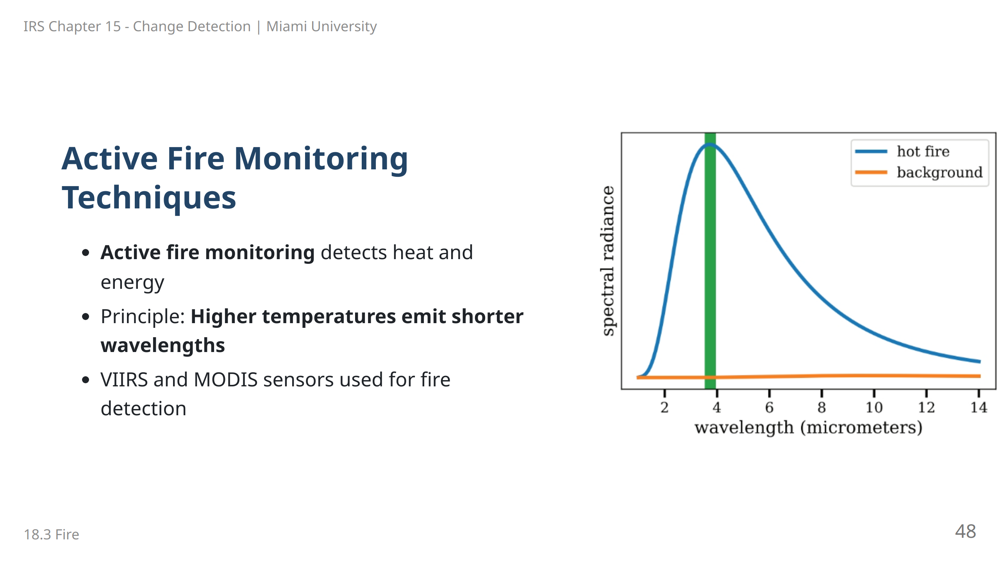 IRS Chapter 15 - Change Detection | Miami University
Active Fire Monitoring
Techniques
• Active fire monitoring detects heat and
energy
• Principle: Higher temperatures emit shorter
wavelengths
• VIIRS and MODIS sensors used for fire
detection
hot fire
background
spectral radiance
2 4 6 8 10 12 14
wavelength (micrometers)
18.3 Fire
48